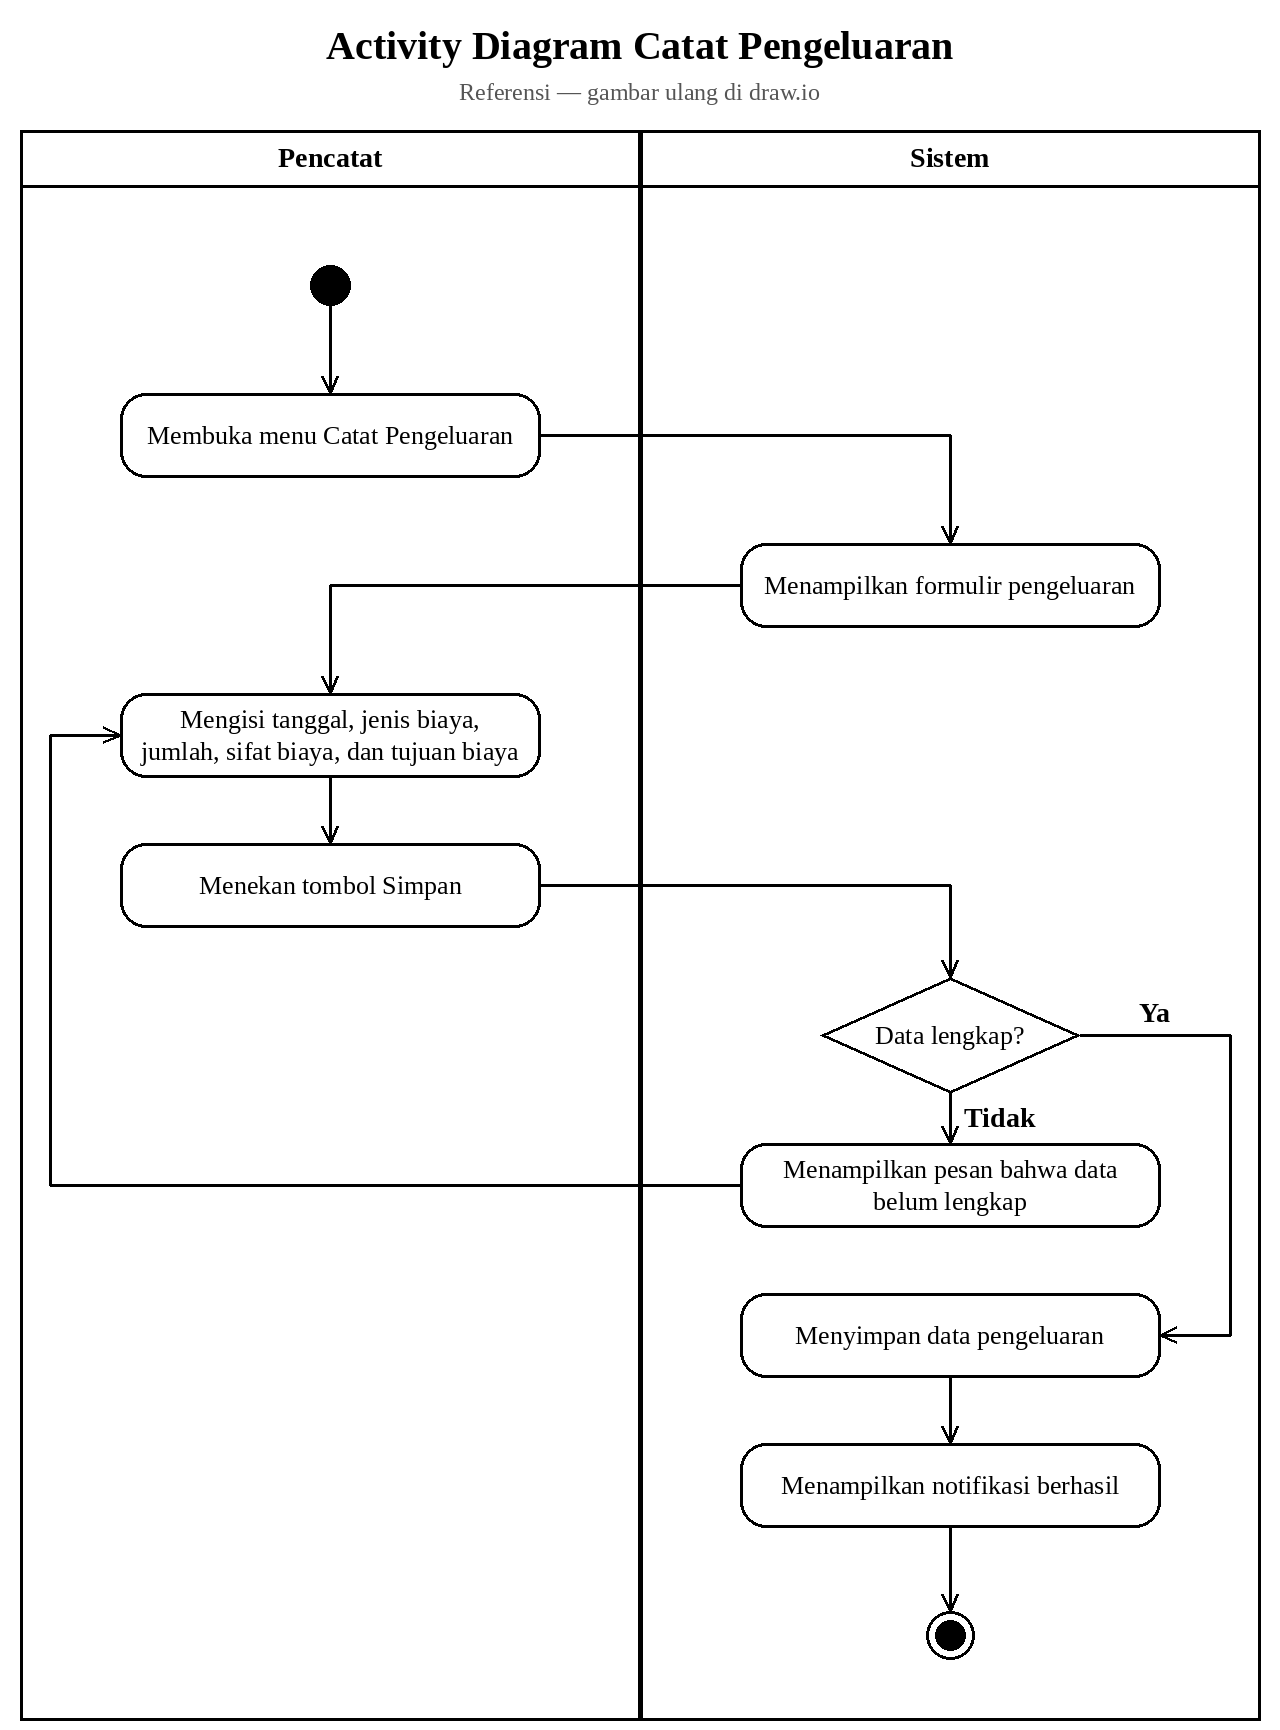 Activity Diagram Catat Pengeluaran
Referensi — gambar ulang di draw.io
Pencatat
Sistem
Membuka menu Catat Pengeluaran
Menampilkan formulir pengeluaran
Mengisi tanggal, jenis biaya,
jumlah, sifat biaya, dan tujuan biaya
Menekan tombol Simpan
Data lengkap?
Ya
Tidak
Menampilkan pesan bahwa data
belum lengkap
Menyimpan data pengeluaran
Menampilkan notifikasi berhasil